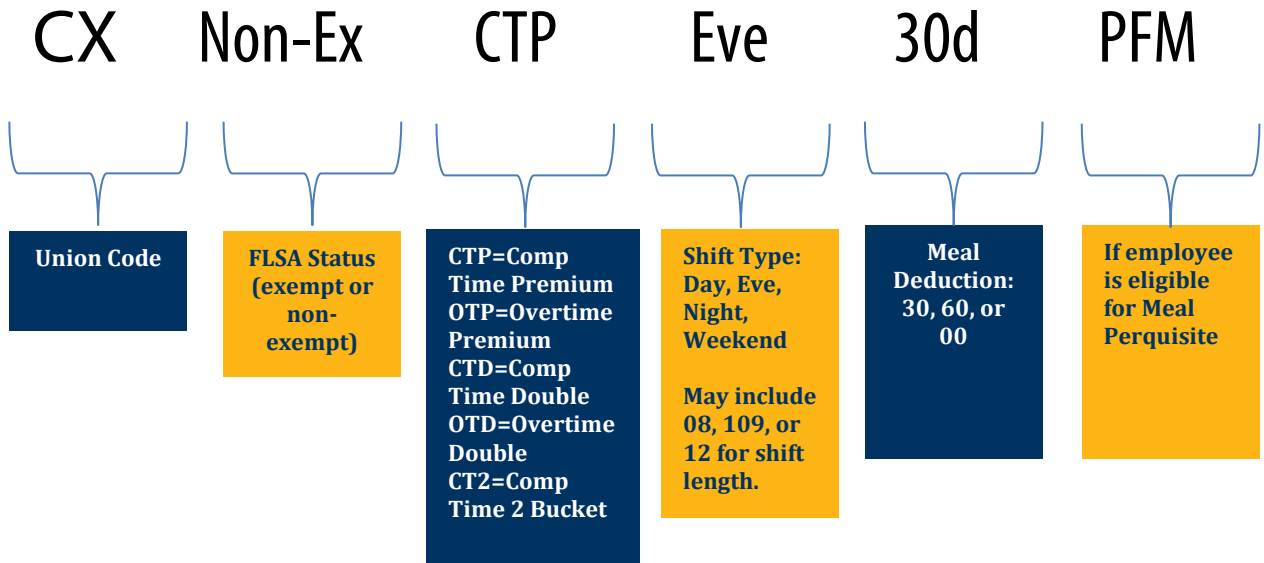 CX Non-Ex CTP Eve 30d PFM
Union Code
FLSA Status
(exempt or
non-
exempt)
CTP=Comp
Time Premium
OTP=Overtime
Premium
CTD=Comp
Time Double
OTD=Overtime
Double
CT2=Comp
Time 2 Bucket
Shift Type:
Day, Eve,
Night,
Weekend
May include
08, 109, or
12 for shift
length.
Meal
Deduction:
30, 60, or
00
If employee
is eligible
for Meal
Perquisite